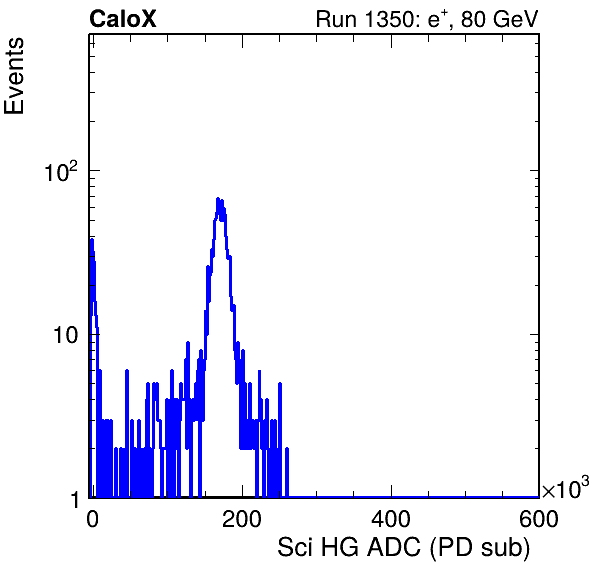 CaloX Run 1350: e⁺, 80 GeV
Events
10²
10
1
0 200 400 600
×10³
Sci HG ADC (PD sub)